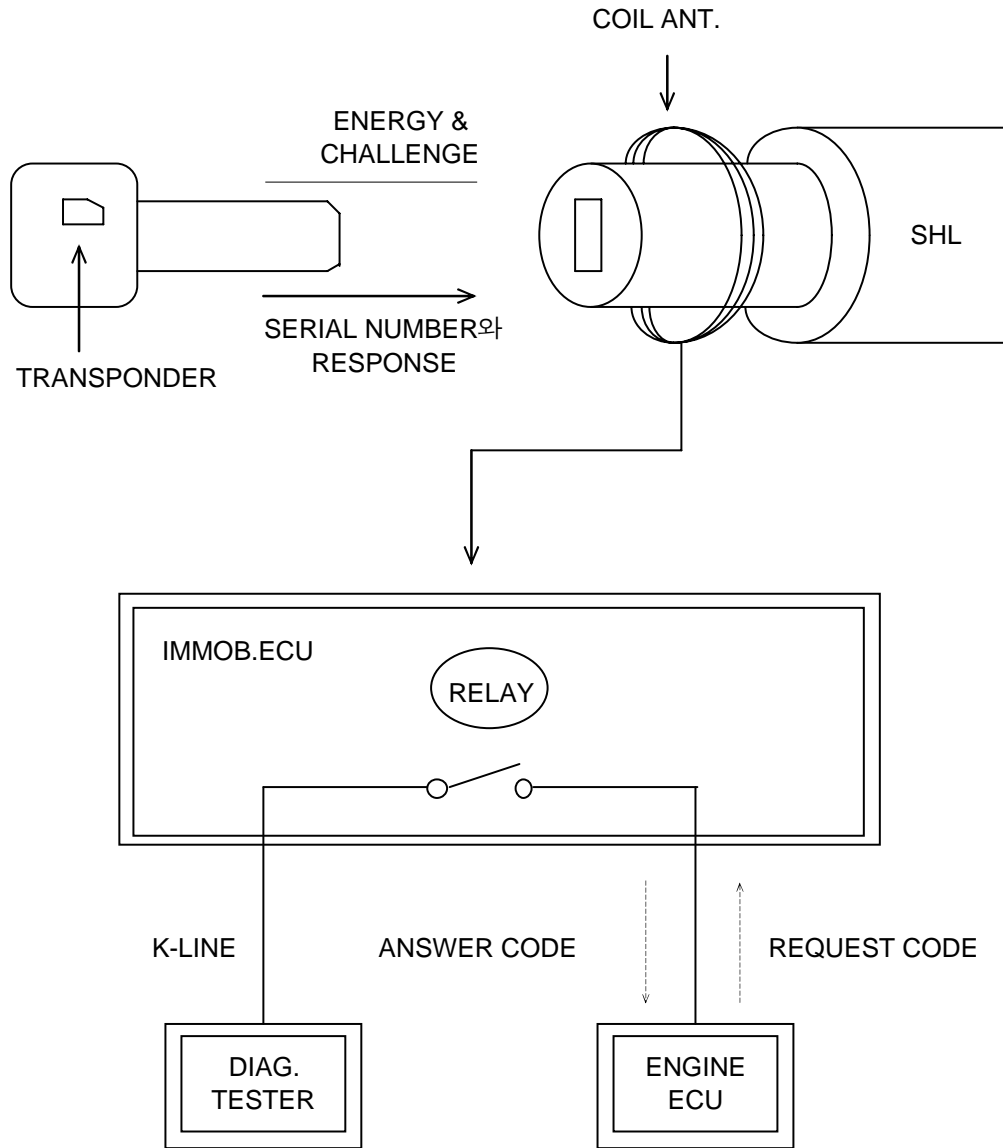 COIL ANT.
ENERGY &
CHALLENGE
SHL
SERIAL NUMBER와
RESPONSE
TRANSPONDER
IMMOB.ECU
RELAY
K-LINE
ANSWER CODE
REQUEST CODE
DIAG.
TESTER
ENGINE
ECU